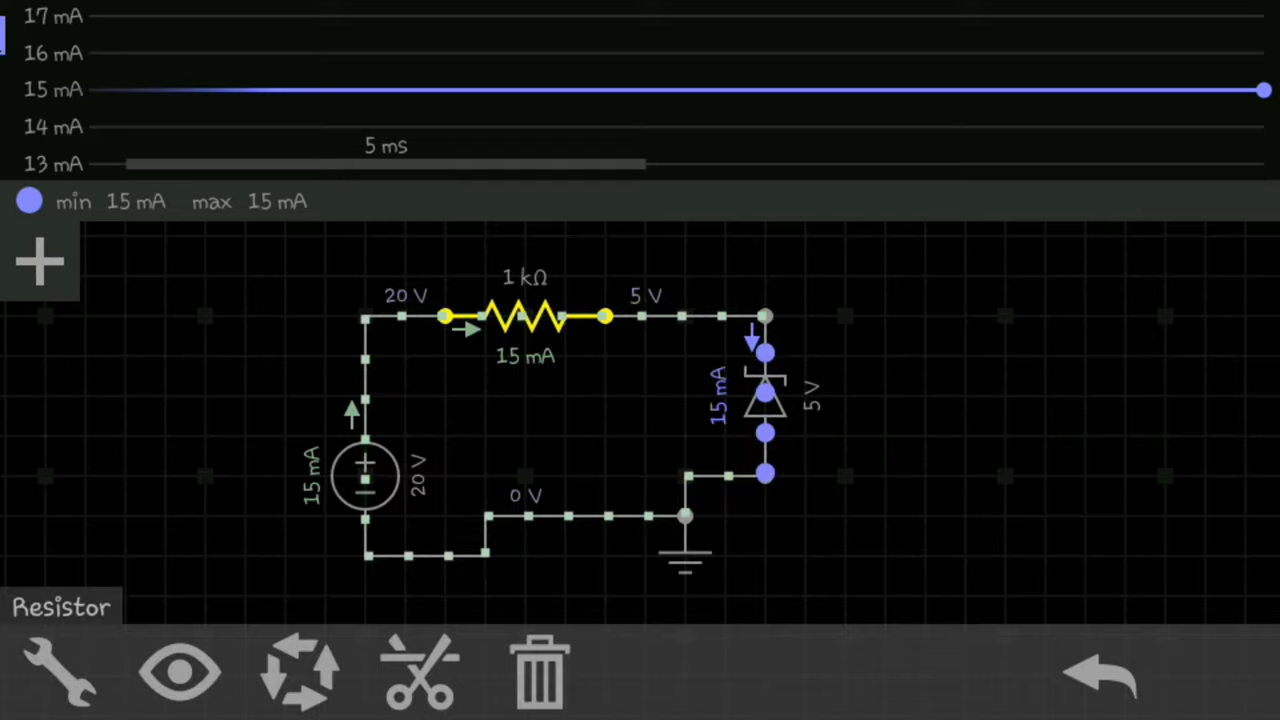 17 mA
16 mA
15 mA
14 mA
5 ms
13 mA
min 15 mA max 15 mA
1 kΩ
20 V
5 V
15 mA
15 mA
5 V
15 mA
20 V
0 V
Resistor